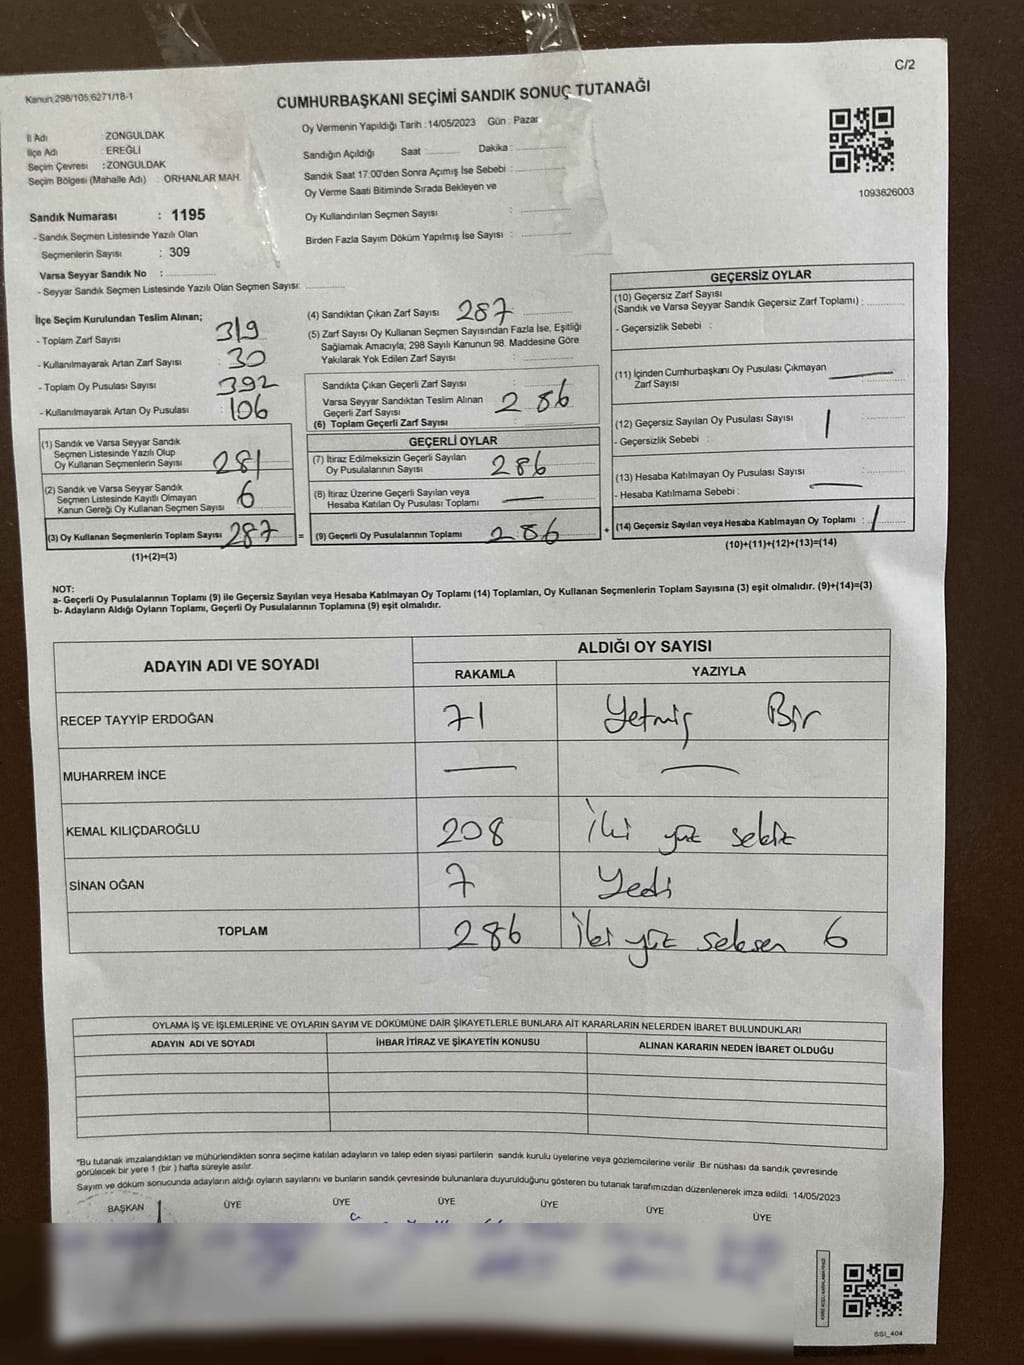 C/2
Kanun:298/105;6271/18-1
CUMHURBAŞKANI SEÇİMİ SANDIK SONUÇ TUTANAĞI
İl Adı : ZONGULDAK
İlçe Adı : EREĞLİ
Seçim Çevresi : ZONGULDAK
Seçim Bölgesi (Mahalle Adı) : ORHANLAR MAH.
Oy Vermenin Yapıldığı Tarih : 14/05/2023 Gün : Pazar
Sandığın Açıldığı Saat : Dakika :
Sandık Saat 17:00'den Sonra Açımış İse Sebebi :
Oy Verme Saati Bitiminde Sırada Bekleyen ve
Oy Kullandırılan Seçmen Sayısı :
Birden Fazla Sayım Döküm Yapılmış İse Sayısı :
1093626003
Sandık Numarası : 1195
- Sandık Seçmen Listesinde Yazılı Olan
Seçmenlerin Sayısı : 309
Varsa Seyyar Sandık No :
- Seyyar Sandık Seçmen Listesinde Yazılı Olan Seçmen Sayısı:
İlçe Seçim Kurulundan Teslim Alınan;
- Toplam Zarf Sayısı : 319
- Kullanılmayarak Artan Zarf Sayısı : 30
- Toplam Oy Pusulası Sayısı : 392
- Kullanılmayarak Artan Oy Pusulası : 106
(1) Sandık ve Varsa Seyyar Sandık
Seçmen Listesinde Yazılı Olup
Oy Kullanan Seçmenlerin Sayısı 281
(2) Sandık ve Varsa Seyyar Sandık
Seçmen Listesinde Kayıtlı Olmayan
Kanun Gereği Oy Kullanan Seçmen Sayısı 6
(3) Oy Kullanan Seçmenlerin Toplam Sayısı 287
(1)+(2)=(3)
(4) Sandıktan Çıkan Zarf Sayısı : 287
(5) Zarf Sayısı Oy Kullanan Seçmen Sayısından Fazla İse, Eşitliği
Sağlamak Amacıyla; 298 Sayılı Kanunun 98. Maddesine Göre
Yakılarak Yok Edilen Zarf Sayısı :
Sandıkta Çıkan Geçerli Zarf Sayısı :
Varsa Seyyar Sandıktan Teslim Alınan
Geçerli Zarf Sayısı :
(6) Toplam Geçerli Zarf Sayısı : 286
GEÇERLİ OYLAR
(7) İtiraz Edilmeksizin Geçerli Sayılan
Oy Pusulalarının Sayısı 286
(8) İtiraz Üzerine Geçerli Sayılan veya
Hesaba Katılan Oy Pusulası Toplamı —
= (9) Geçerli Oy Pusulalarının Toplamı 286 +
GEÇERSİZ OYLAR
(10) Geçersiz Zarf Sayısı
(Sandık ve Varsa Seyyar Sandık Geçersiz Zarf Toplamı) :
- Geçersizlik Sebebi :
(11) İçinden Cumhurbaşkanı Oy Pusulası Çıkmayan
Zarf Sayısı : —
(12) Geçersiz Sayılan Oy Pusulası Sayısı : 1
- Geçersizlik Sebebi :
(13) Hesaba Katılmayan Oy Pusulası Sayısı : —
- Hesaba Katılmama Sebebi :
(14) Geçersiz Sayılan veya Hesaba Katılmayan Oy Toplamı : 1
(10)+(11)+(12)+(13)=(14)
NOT:
a- Geçerli Oy Pusulalarının Toplamı (9) ile Geçersiz Sayılan veya Hesaba Katılmayan Oy Toplamı (14) Toplamları, Oy Kullanan Seçmenlerin Toplam Sayısına (3) eşit olmalıdır. (9)+(14)=(3)
b- Adayların Aldığı Oyların Toplamı, Geçerli Oy Pusulalarının Toplamına (9) eşit olmalıdır.
ADAYIN ADI VE SOYADI ALDIĞI OY SAYISI
RAKAMLA YAZIYLA
RECEP TAYYİP ERDOĞAN 71 Yetmiş Bir
MUHARREM İNCE — —
KEMAL KILIÇDAROĞLU 208 İki yüz sekiz
SİNAN OĞAN 7 Yedi
TOPLAM 286 İki yüz seksen 6
OYLAMA İŞ VE İŞLEMLERİNE VE OYLARIN SAYIM VE DÖKÜMÜNE DAİR ŞİKAYETLERLE BUNLARA AİT KARARLARIN NELERDEN İBARET BULUNDUKLARI
ADAYIN ADI VE SOYADI İHBAR İTİRAZ VE ŞİKAYETİN KONUSU ALINAN KARARIN NEDEN İBARET OLDUĞU
*Bu tutanak imzalandıktan ve mühürlendikten sonra seçime katılan adayların ve talep eden siyasi partilerin sandık kurulu üyelerine veya gözlemcilerine verilir. Bir nüshası da sandık çevresinde
görülecek bir yere 1 (bir ) hafta süreyle asılır.
Sayım ve döküm sonucunda adayların aldığı oyların sayılarını ve bunların sandık çevresinde bulunanlara duyurulduğunu gösteren bu tutanak tarafımızdan düzenlenerek imza edildi. 14/05/2023
BAŞKAN ÜYE ÜYE ÜYE ÜYE ÜYE ÜYE
SSI_404